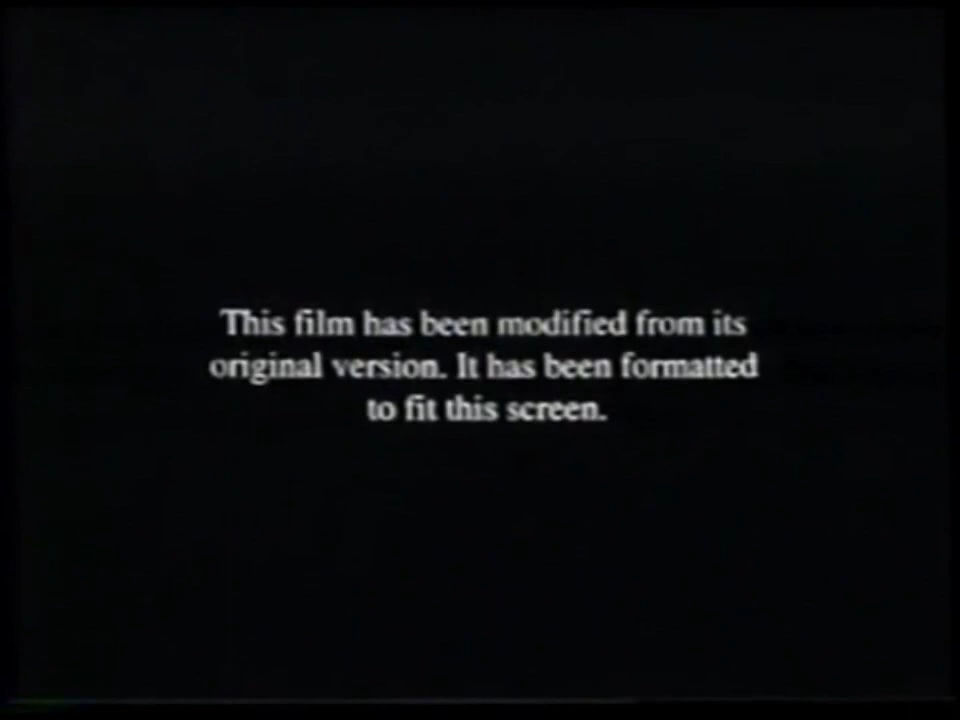 This film has been modified from its
original version. It has been formatted
to fit this screen.